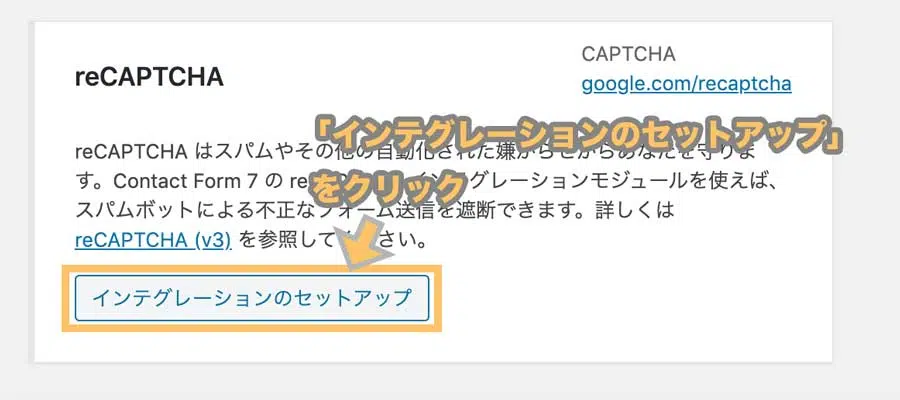 reCAPTCHA
CAPTCHA
google.com/recaptcha
「インテグレーションのセットアップ」
をクリック
reCAPTCHA はスパムやその他の自動化された嫌がらせからあなたを守りま
す。Contact Form 7 の re インテグレーションモジュールを使えば、
スパムボットによる不正なフォーム送信を遮断できます。詳しくは
reCAPTCHA (v3) を参照してください。
インテグレーションのセットアップ